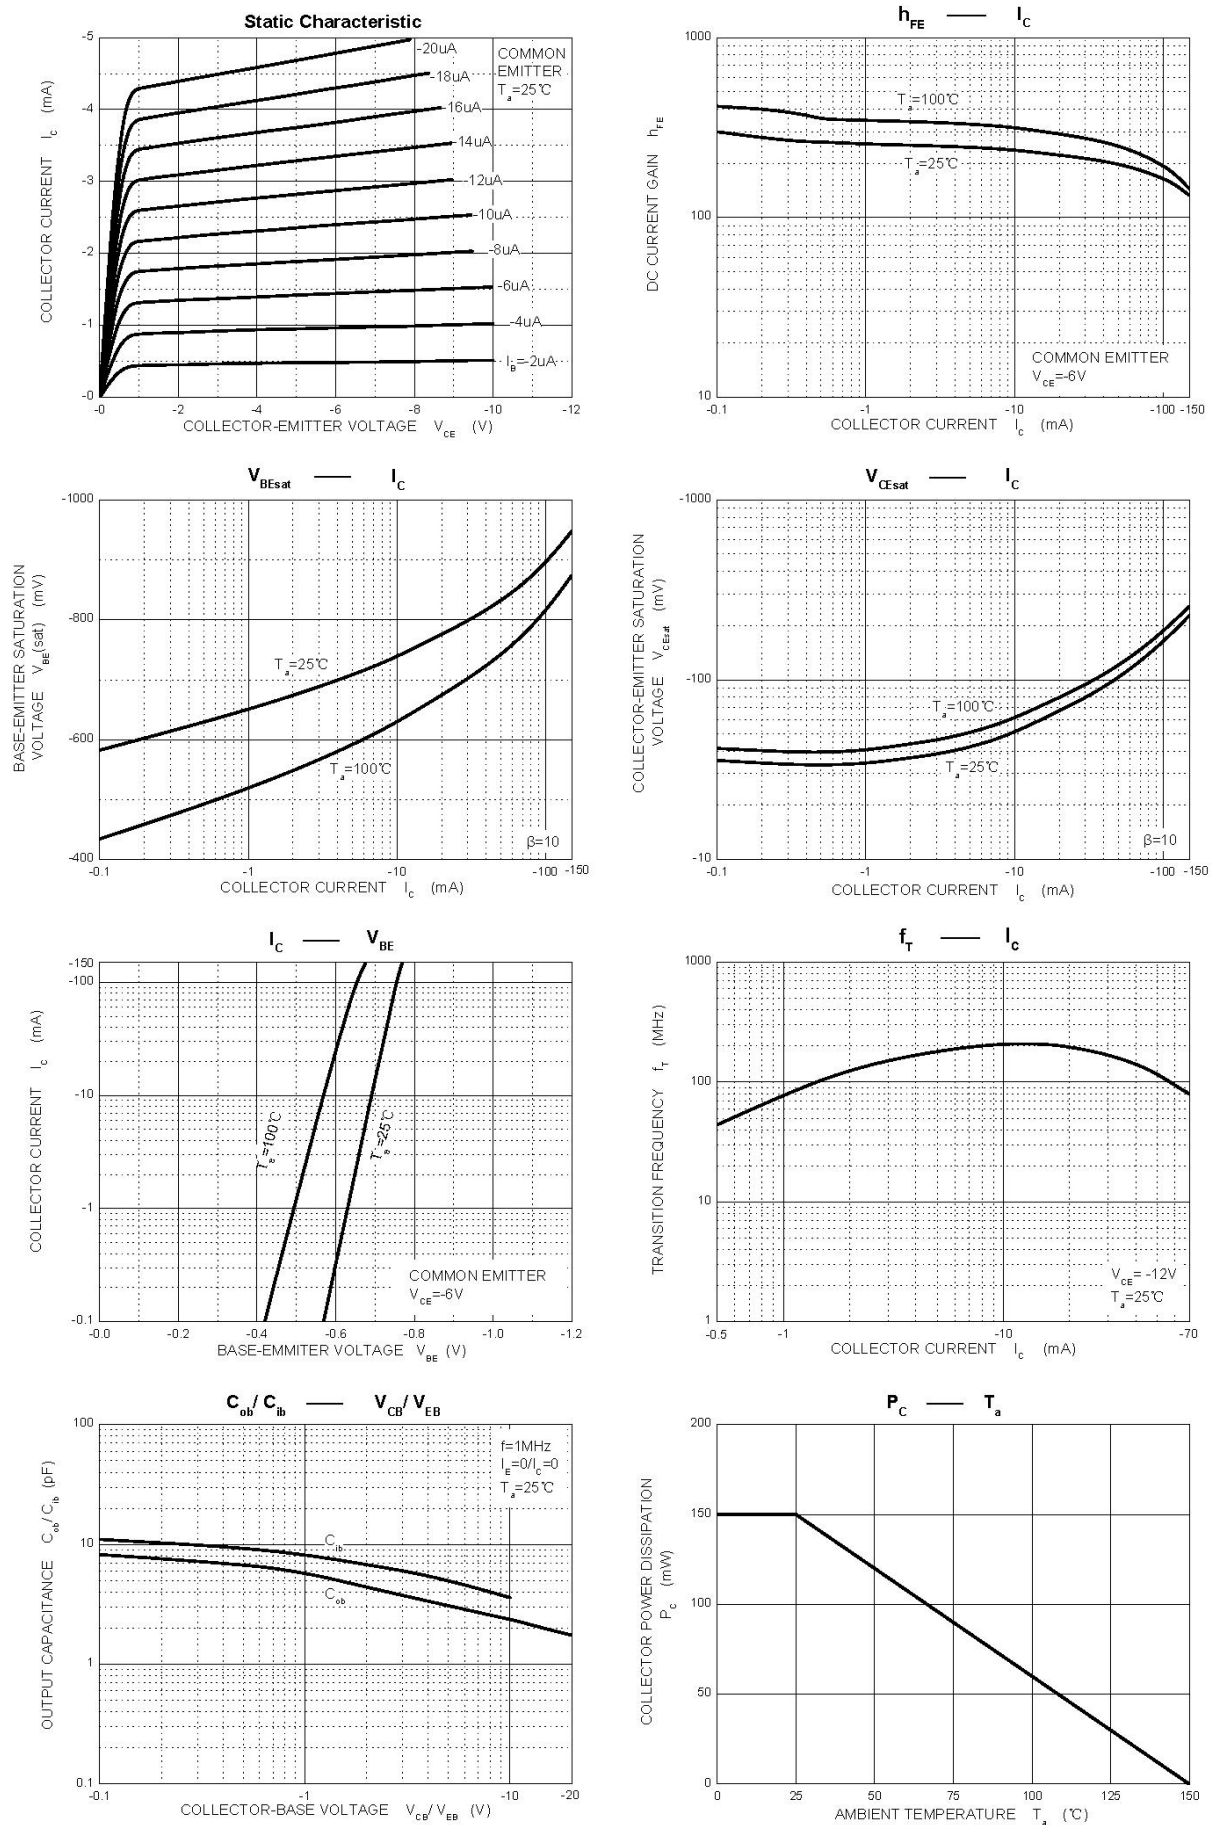 Static Characteristic
COLLECTOR CURRENT I_C (mA)
-5
-4
-3
-2
-1
-0
-20uA
-18uA
-16uA
-14uA
-12uA
-10uA
-8uA
-6uA
-4uA
I_B=-2uA
COMMON
EMITTER
T_a=25℃
-0 -2 -4 -6 -8 -10 -12
COLLECTOR-EMITTER VOLTAGE V_CE (V)
h_FE —— I_C
DC CURRENT GAIN h_FE
1000
100
10
T_a=100℃
T_a=25℃
COMMON EMITTER
V_CE=-6V
-0.1 -1 -10 -100 -150
COLLECTOR CURRENT I_C (mA)
V_BEsat —— I_C
BASE-EMITTER SATURATION
VOLTAGE V_BE(sat) (mV)
-1000
-800
-600
-400
T_a=25℃
T_a=100℃
β=10
-0.1 -1 -10 -100 -150
COLLECTOR CURRENT I_C (mA)
V_CEsat —— I_C
COLLECTOR-EMITTER SATURATION
VOLTAGE V_CEsat (mV)
-1000
-100
-10
T_a=100℃
T_a=25℃
β=10
-0.1 -1 -10 -100 -150
COLLECTOR CURRENT I_C (mA)
I_C —— V_BE
COLLECTOR CURRENT I_C (mA)
-150
-100
-10
-1
-0.1
T_a=100℃
T_a=25℃
COMMON EMITTER
V_CE=-6V
-0.0 -0.2 -0.4 -0.6 -0.8 -1.0 -1.2
BASE-EMMITER VOLTAGE V_BE (V)
f_T —— I_C
TRANSITION FREQUENCY f_T (MHz)
1000
100
10
1
V_CE= -12V
T_a=25℃
-0.5 -1 -10 -70
COLLECTOR CURRENT I_C (mA)
C_ob/ C_ib —— V_CB/ V_EB
OUTPUT CAPACITANCE C_ob/ C_ib (pF)
100
10
1
0.1
f=1MHz
I_E=0/I_C=0
T_a=25℃
C_ib
C_ob
-0.1 -1 -10 -20
COLLECTOR-BASE VOLTAGE V_CB/ V_EB (V)
P_C —— T_a
COLLECTOR POWER DISSIPATION
P_C (mW)
200
150
100
50
0
0 25 50 75 100 125 150
AMBIENT TEMPERATURE T_a (℃)